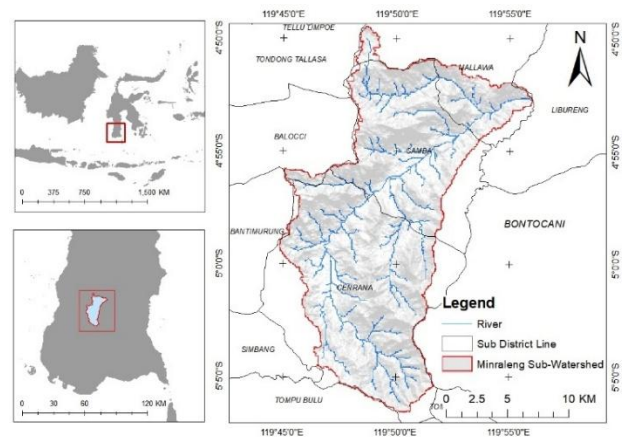 0 375 750 1,500 KM
0 30 60 120 KM
119°45'0"E 119°50'0"E 119°55'0"E
4°50'0"S
4°50'0"S
TELLU LIMPOE
TONDONG TALLASA
MALLAWA
LIBURENG
BALOCCI
CAMBA
4°55'0"S
4°55'0"S
BANTIMURUNG
BONTOCANI
5°0'0"S
5°0'0"S
CENRANA
SIMBANG
TOMPU BULU
5°5'0"S
5°5'0"S
N
Legend
River
Sub District Line
Minraleng Sub-Watershed
0 2.5 5 10 KM
119°45'0"E 119°50'0"E 119°55'0"E